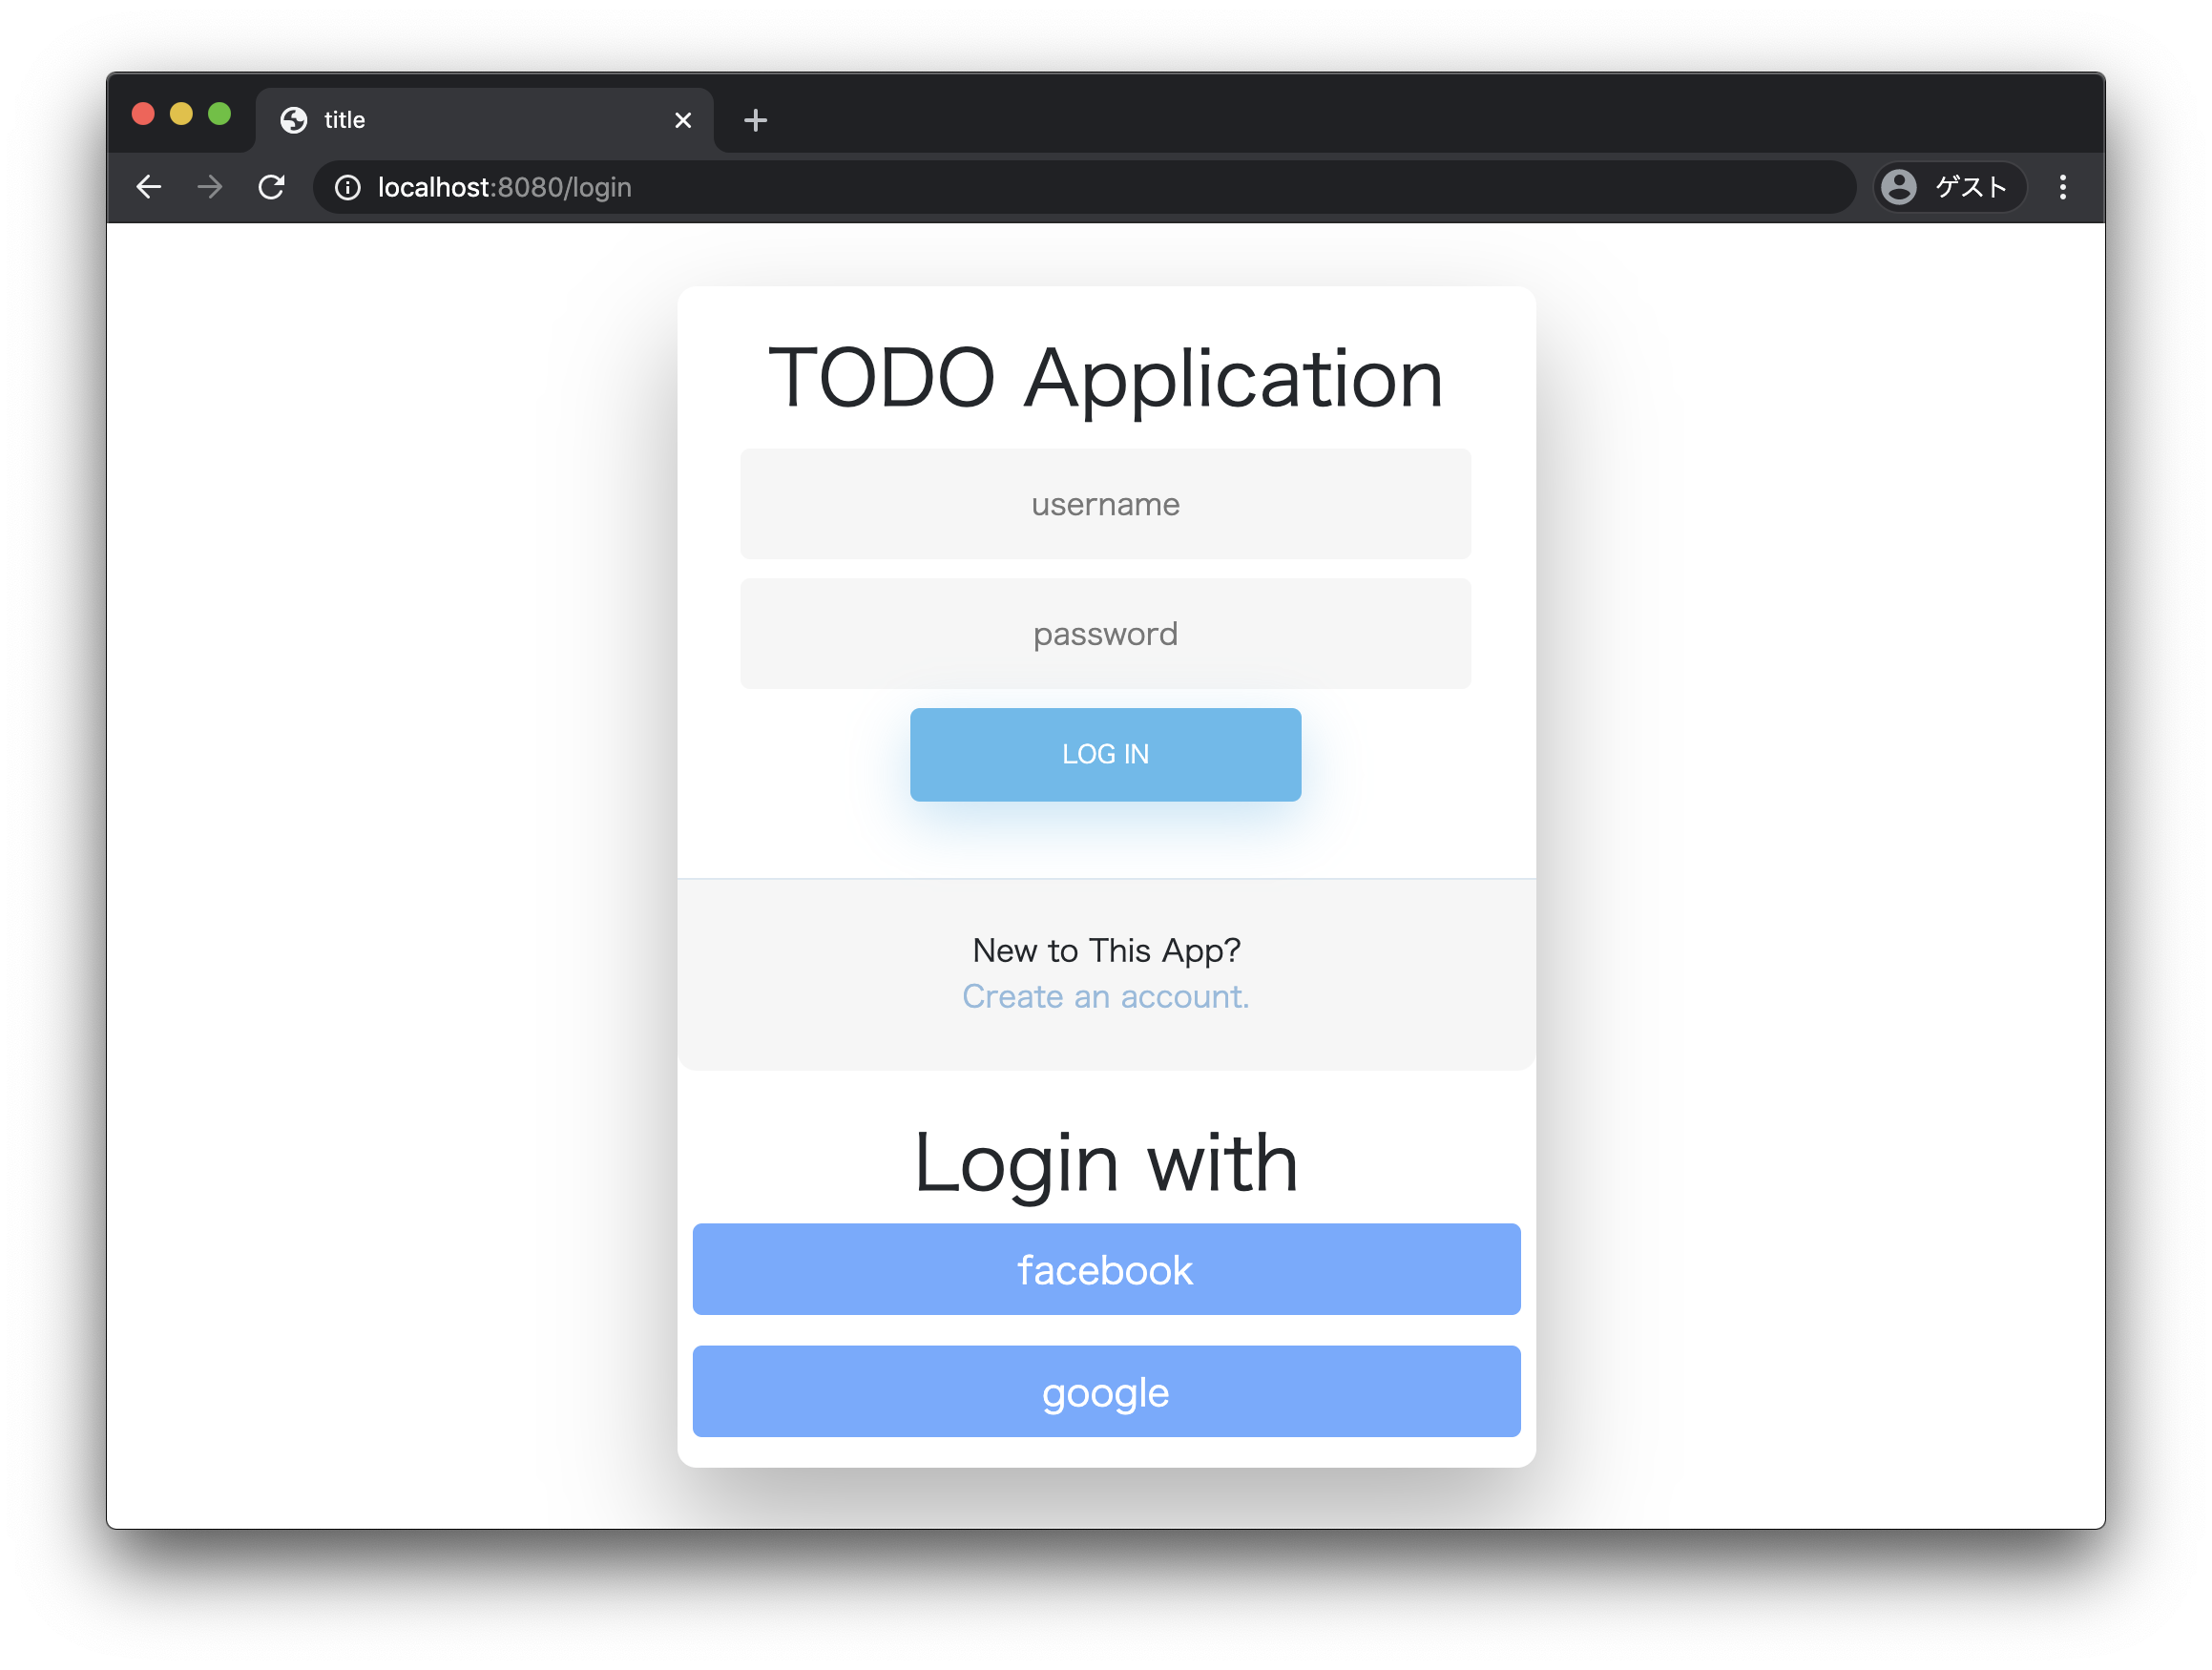 title
localhost:8080/login
ゲスト
TODO Application
username
password
LOG IN
New to This App?
Create an account.
Login with
facebook
google